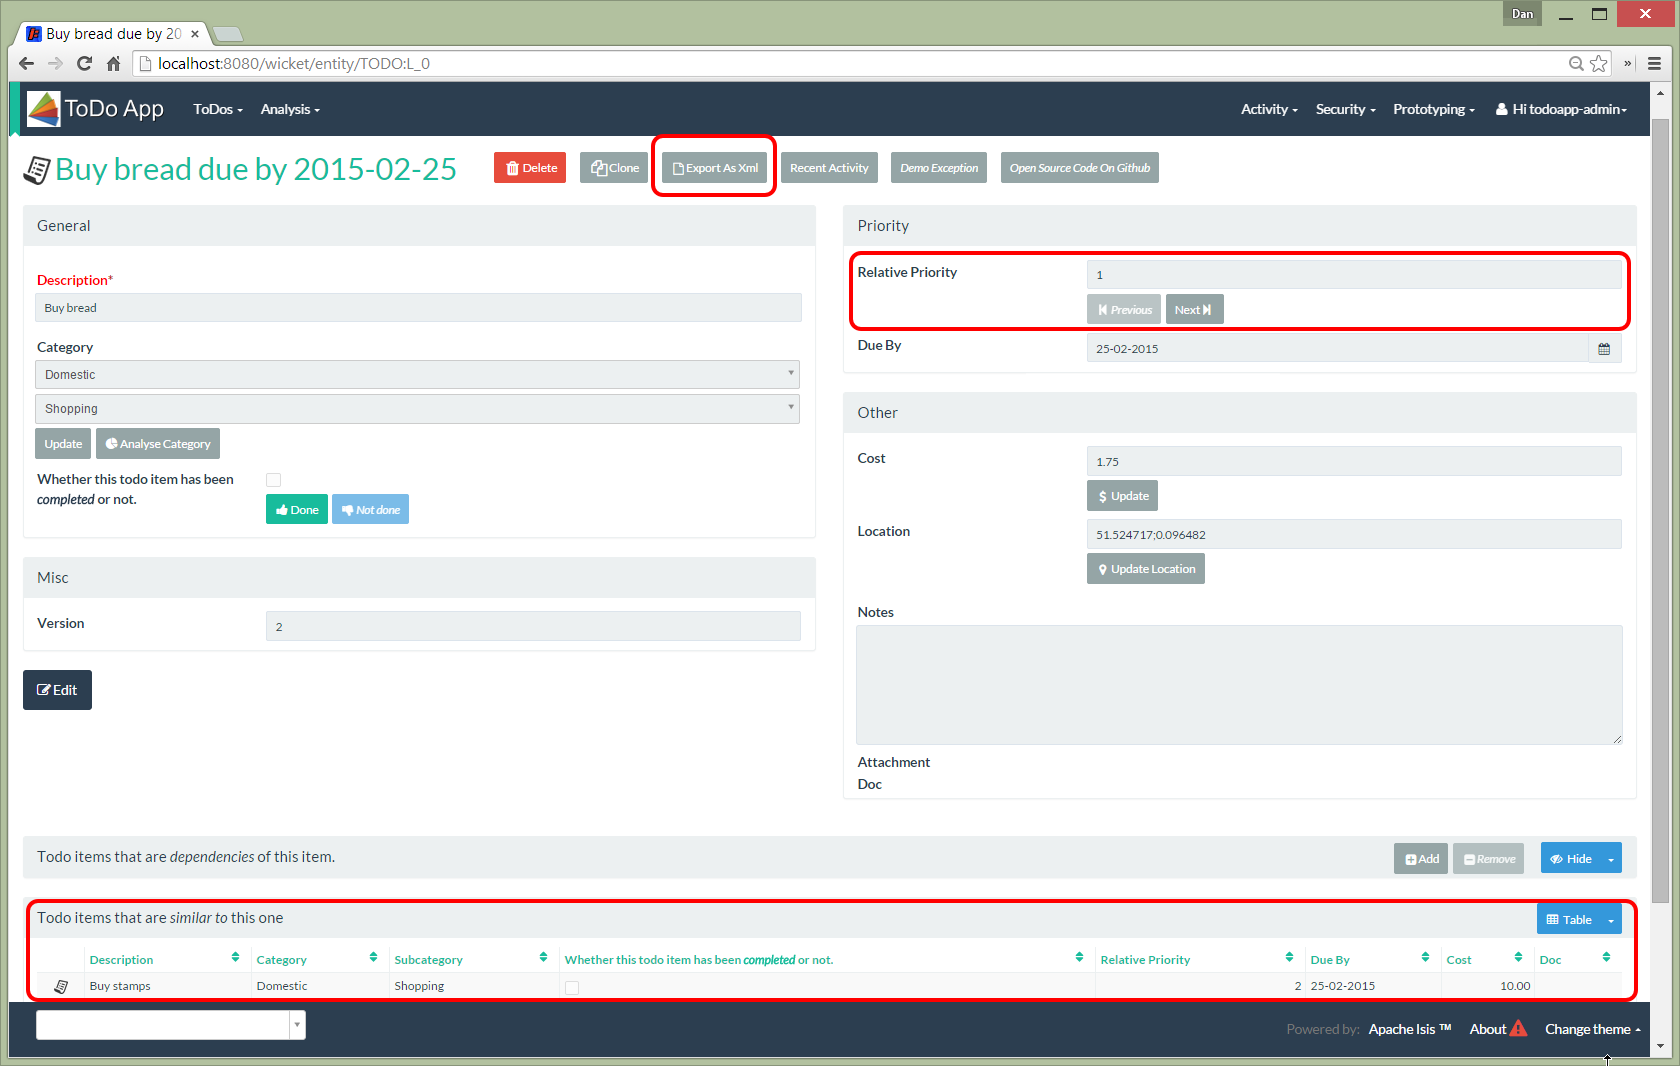 Dan
Buy bread due by 20
localhost:8080/wicket/entity/TODO:L_0
ToDo App ToDos Analysis Activity Security Prototyping Hi todoapp-admin
Buy bread due by 2015-02-25 Delete Clone Export As Xml Recent Activity Demo Exception Open Source Code On Github
General
Description*
Buy bread
Category
Domestic
Shopping
Update Analyse Category
Whether this todo item has been
completed or not.
Done Not done
Misc
Version 2
Edit
Priority
Relative Priority 1
Previous Next
Due By 25-02-2015
Other
Cost 1.75
$ Update
Location 51.524717;0.096482
Update Location
Notes
Attachment
Doc
Todo items that are dependencies of this item. Add Remove Hide
Todo items that are similar to this one Table
Description Category Subcategory Whether this todo item has been completed or not. Relative Priority Due By Cost Doc
Buy stamps Domestic Shopping 2 25-02-2015 10.00
Powered by: Apache Isis ™ About Change theme